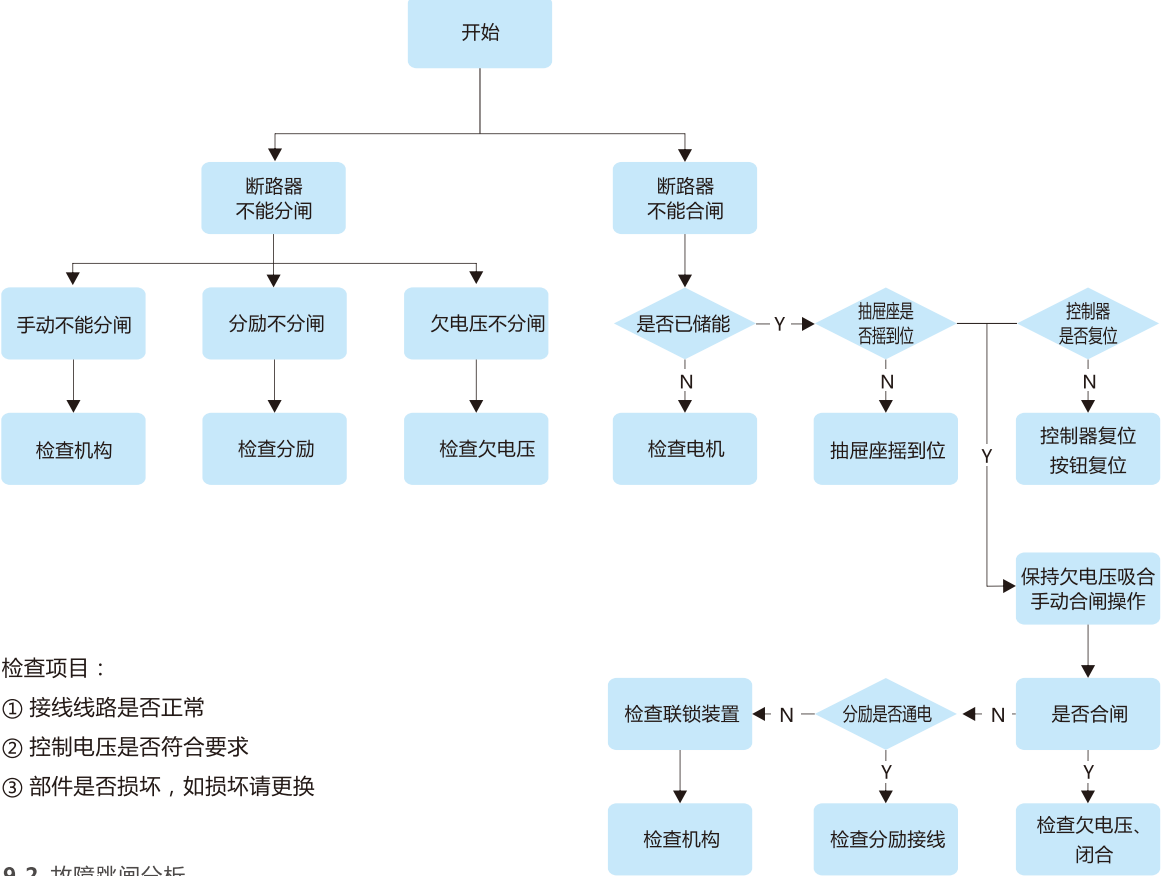 开始
断路器
不能分闸
断路器
不能合闸
手动不能分闸
分励不分闸
欠电压不分闸
是否已储能
Y
抽屉座是
否摇到位
控制器
是否复位
N
N
N
检查机构
检查分励
检查欠电压
检查电机
抽屉座摇到位
控制器复位
按钮复位
Y
保持欠电压吸合
手动合闸操作
检查项目：
① 接线线路是否正常
② 控制电压是否符合要求
③ 部件是否损坏，如损坏请更换
检查联锁装置
N
分励是否通电
N
是否合闸
Y
Y
检查机构
检查分励接线
检查欠电压、
闭合
9.2 故障跳闸分析